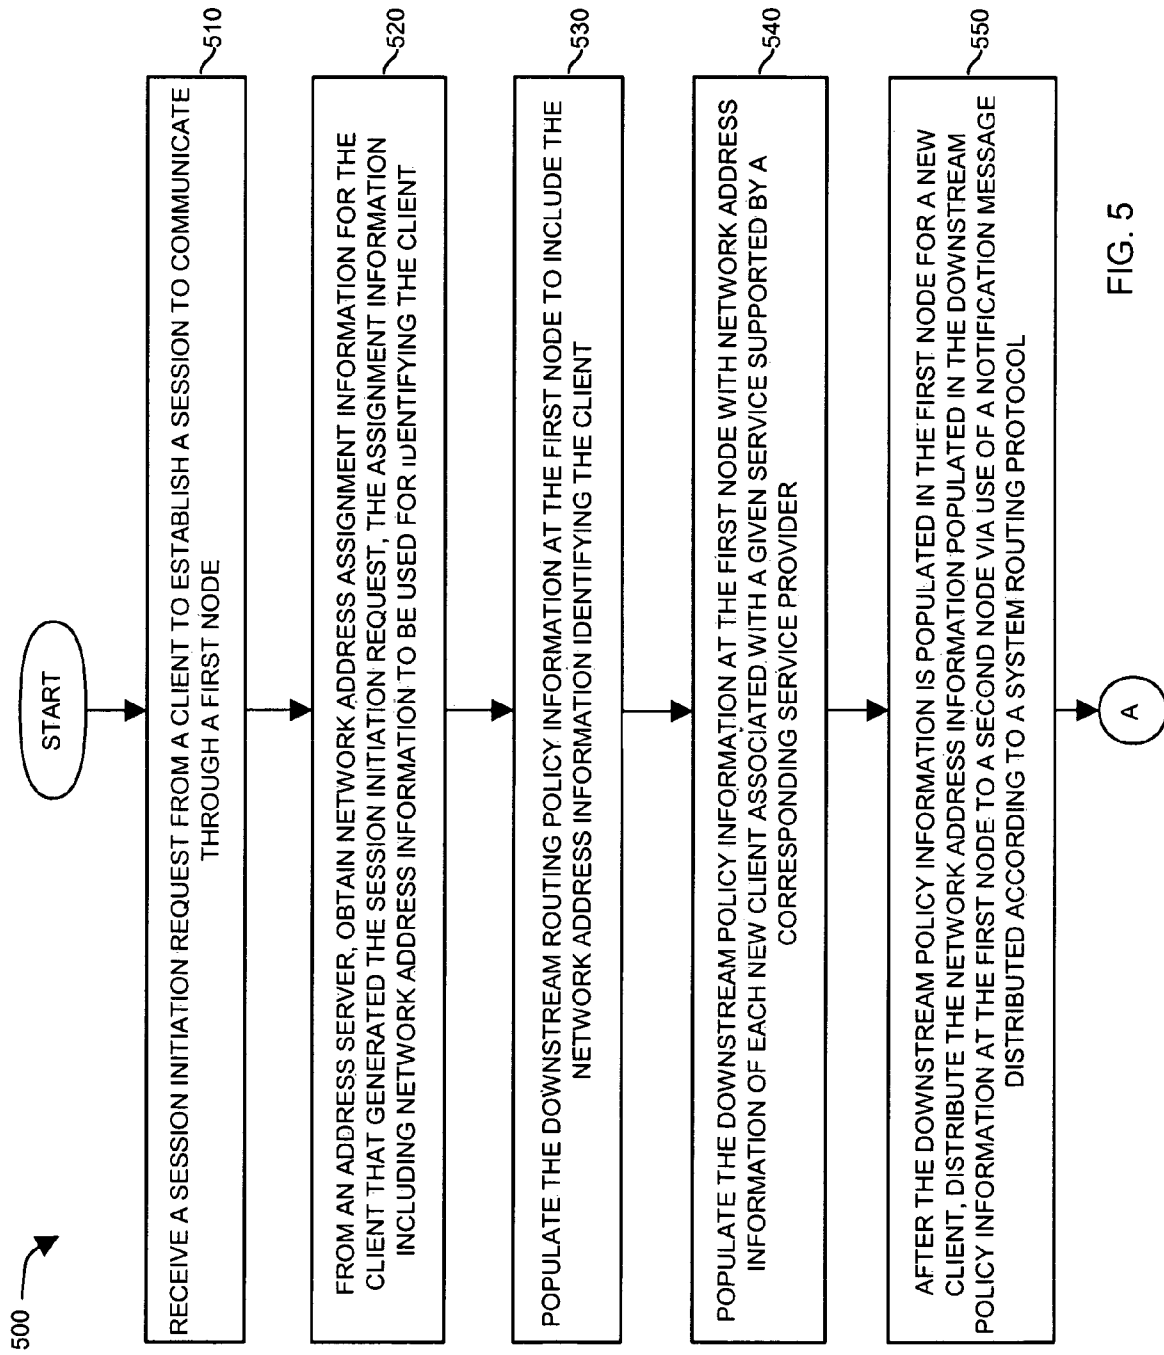 500
START
RECEIVE A SESSION INITIATION REQUEST FROM A CLIENT TO ESTABLISH A SESSION TO COMMUNICATE
THROUGH A FIRST NODE
510
FROM AN ADDRESS SERVER, OBTAIN NETWORK ADDRESS ASSIGNMENT INFORMATION FOR THE
CLIENT THAT GENERATED THE SESSION INITIATION REQUEST, THE ASSIGNMENT INFORMATION
INCLUDING NETWORK ADDRESS INFORMATION TO BE USED FOR IDENTIFYING THE CLIENT
520
POPULATE THE DOWNSTREAM ROUTING POLICY INFORMATION AT THE FIRST NODE TO INCLUDE THE
NETWORK ADDRESS INFORMATION IDENTIFYING THE CLIENT
530
POPULATE THE DOWNSTREAM POLICY INFORMATION AT THE FIRST NODE WITH NETWORK ADDRESS
INFORMATION OF EACH NEW CLIENT ASSOCIATED WITH A GIVEN SERVICE SUPPORTED BY A
CORRESPONDING SERVICE PROVIDER
540
AFTER THE DOWNSTREAM POLICY INFORMATION IS POPULATED IN THE FIRST NODE FOR A NEW
CLIENT, DISTRIBUTE THE NETWORK ADDRESS INFORMATION POPULATED IN THE DOWNSTREAM
POLICY INFORMATION AT THE FIRST NODE TO A SECOND NODE VIA USE OF A NOTIFICATION MESSAGE
DISTRIBUTED ACCORDING TO A SYSTEM ROUTING PROTOCOL
550
A
FIG. 5